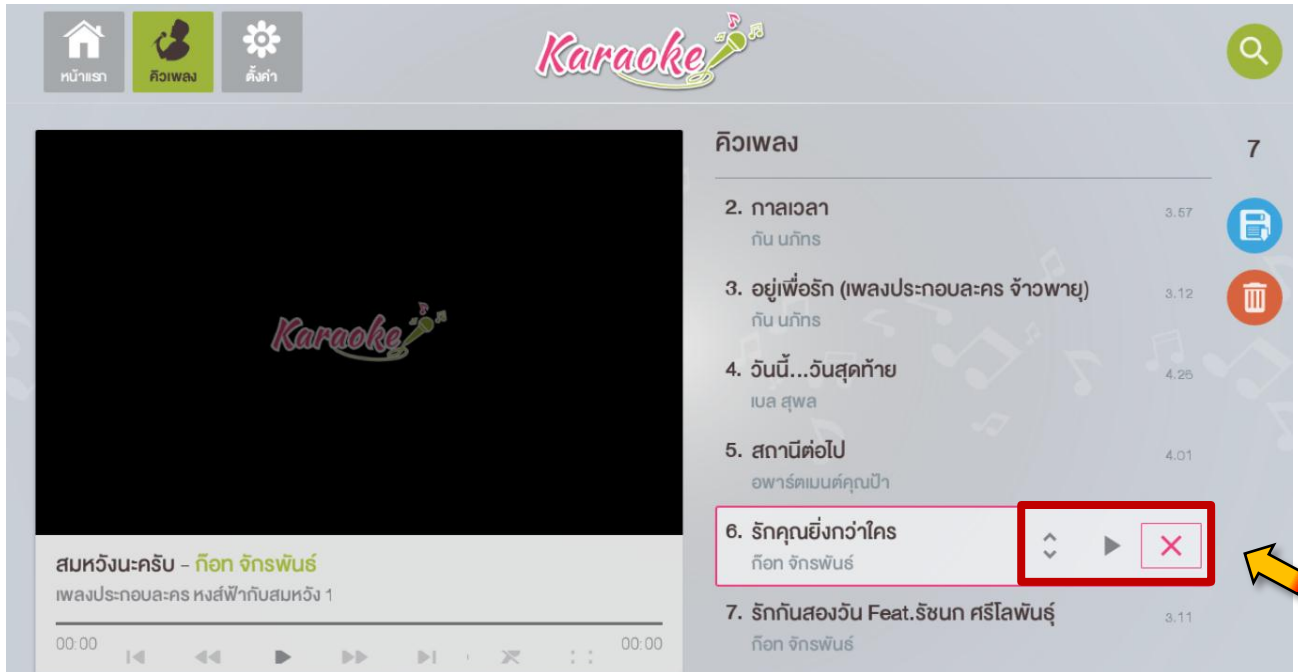 หน้าแรก
คิวเพลง
ตั้งค่า
Karaoke
Karaoke
สมหวังนะครับ - ก๊อท จักรพันธ์
เพลงประกอบละคร หงส์ฟ้ากับสมหวัง 1
00:00
00:00
คิวเพลง
7
2. กาลเวลา
3.57
กัน นภัทร
3. อยู่เพื่อรัก (เพลงประกอบละคร จ้าวพายุ)
3.12
กัน นภัทร
4. วันนี้...วันสุดท้าย
4.26
เบล สุพล
5. สถานีต่อไป
4.01
อพาร์ตเมนต์คุณป้า
6. รักคุณยิ่งกว่าใคร
ก๊อท จักรพันธ์
7. รักกันสองวัน Feat.รัชนก ศรีโลพันธุ์
3.11
ก๊อท จักรพันธ์